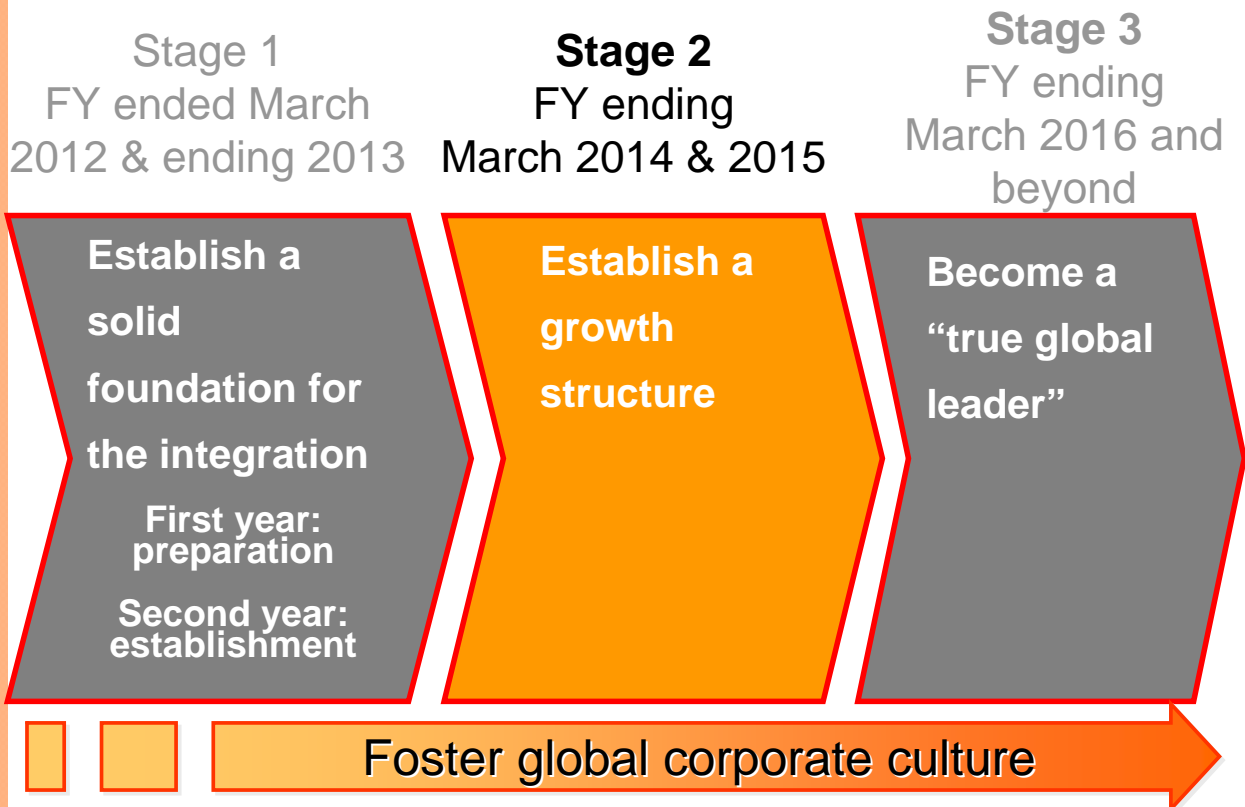 Stage 1
FY ended March
2012 & ending 2013
Stage 2
FY ending
March 2014 & 2015
Stage 3
FY ending
March 2016 and
beyond
Establish a
solid
foundation for
the integration
First year:
preparation
Second year:
establishment
Establish a
growth
structure
Become a
“true global
leader”
Foster global corporate culture